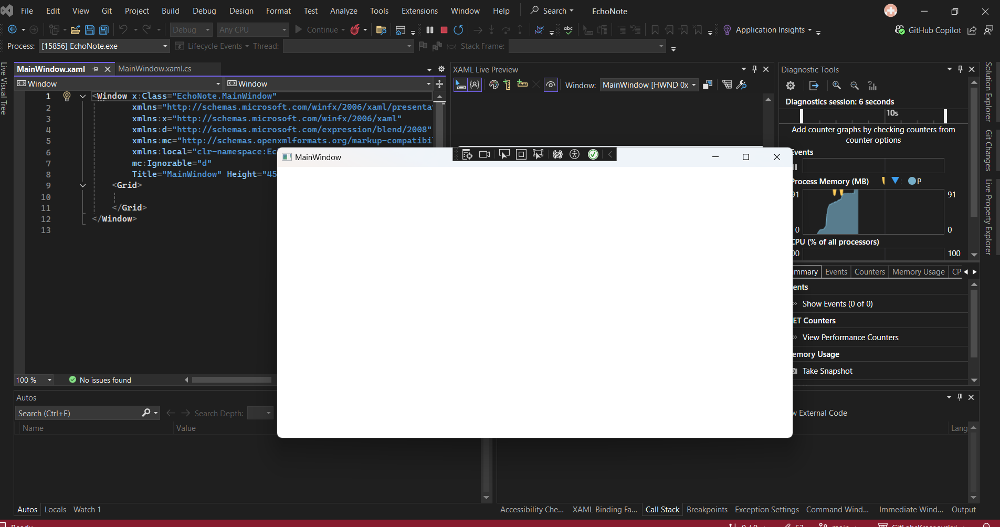 File Edit View Git Project Build Debug Design Format Test Analyze Tools Extensions Window Help Search EchoNote
Debug Any CPU Continue Application Insights GitHub Copilot
Process: [15856] EchoNote.exe Lifecycle Events Thread: Stack Frame:
Live Visual Tree
MainWindow.xaml MainWindow.xaml.cs
Window Window
1 <Window x:Class="EchoNote.MainWindow"
2 xmlns="http://schemas.microsoft.com/winfx/2006/xaml/presenta
3 xmlns:x="http://schemas.microsoft.com/winfx/2006/xaml"
4 xmlns:d="http://schemas.microsoft.com/expression/blend/2008"
5 xmlns:mc="http://schemas.openxmlformats.org/markup-compatibi
6 xmlns:local="clr-namespace:Ec
7 mc:Ignorable="d"
8 Title="MainWindow" Height="45
9 <Grid>
10
11 </Grid>
12 </Window>
13
100 % No issues found
XAML Live Preview
Window: MainWindow [HWND 0x
MainWindow
Diagnostic Tools
Diagnostics session: 6 seconds
10s
Add counter graphs by checking counters from
counter options
Events
Process Memory (MB) P
91 91
0 0
CPU (% of all processors)
00 100
mmary Events Counters Memory Usage CP
ents
Show Events (0 of 0)
ET Counters
View Performance Counters
emory Usage
Take Snapshot
Solution Explorer
Git Changes
Live Property Explorer
Autos
Search (Ctrl+E) Search Depth:
Name Value
w External Code
Lang
Autos Locals Watch 1
Accessibility Che... XAML Binding Fa... Call Stack Breakpoints Exception Settings Command Wind... Immediate Wind... Output
Ready 0 / 0 62 main